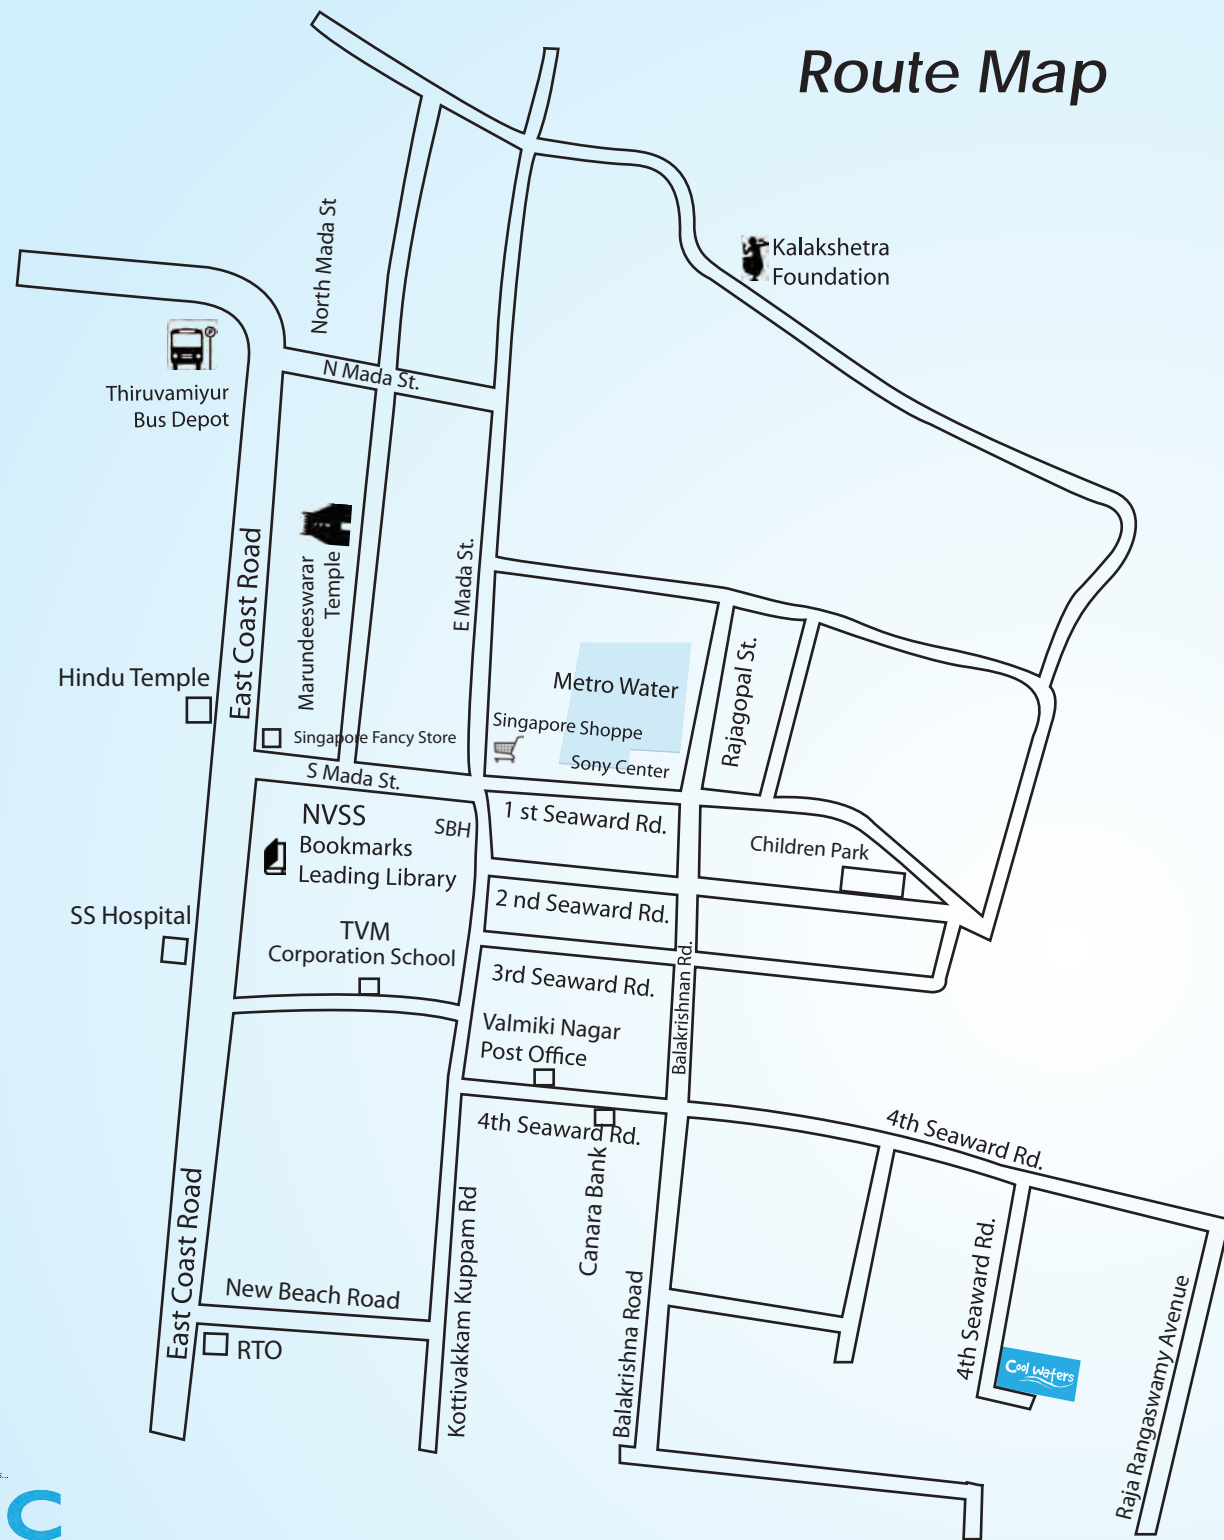 Route Map
Kalakshetra
Foundation
North Mada St
N Mada St.
Thiruvamiyur
Bus Depot
East Coast Road
Marundeeswarar
Temple
E Mada St.
Hindu Temple
Metro Water
Rajagopal St.
Singapore Shoppe
Singapore Fancy Store
Sony Center
S Mada St.
NVSS
SBH
1 st Seaward Rd.
Bookmarks
Leading Library
Children Park
SS Hospital
2 nd Seaward Rd.
TVM
Corporation School
3rd Seaward Rd.
Balakrishnan Rd.
Valmiki Nagar
Post Office
4th Seaward Rd.
4th Seaward Rd.
Canara Bank
East Coast Road
Kottivakkam Kuppam Rd
4th Seaward Rd.
New Beach Road
RTO
Balakrishna Road
Cool waters
Raja Rangaswamy Avenue
s...
C